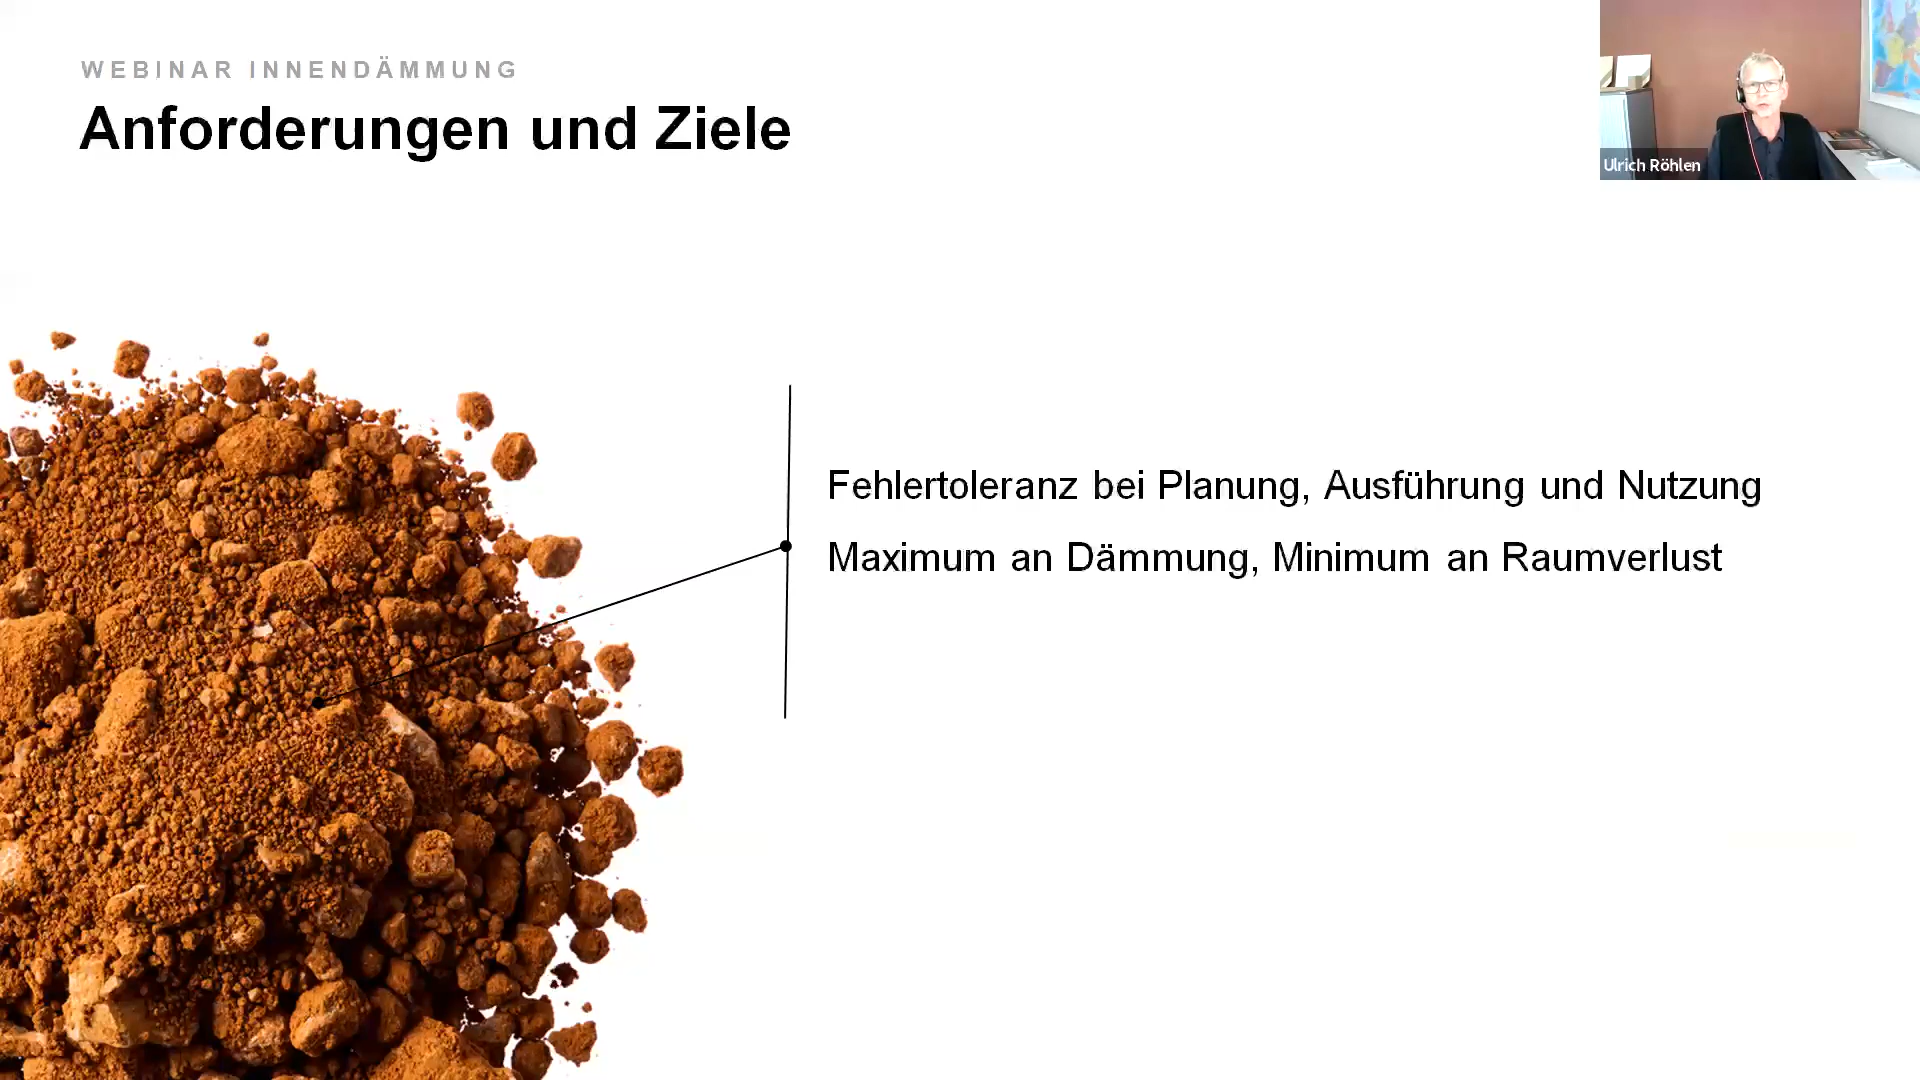 WEBINAR INNENDÄMMUNG
Anforderungen und Ziele
Ulrich Röhlen
Fehlertoleranz bei Planung, Ausführung und Nutzung
Maximum an Dämmung, Minimum an Raumverlust